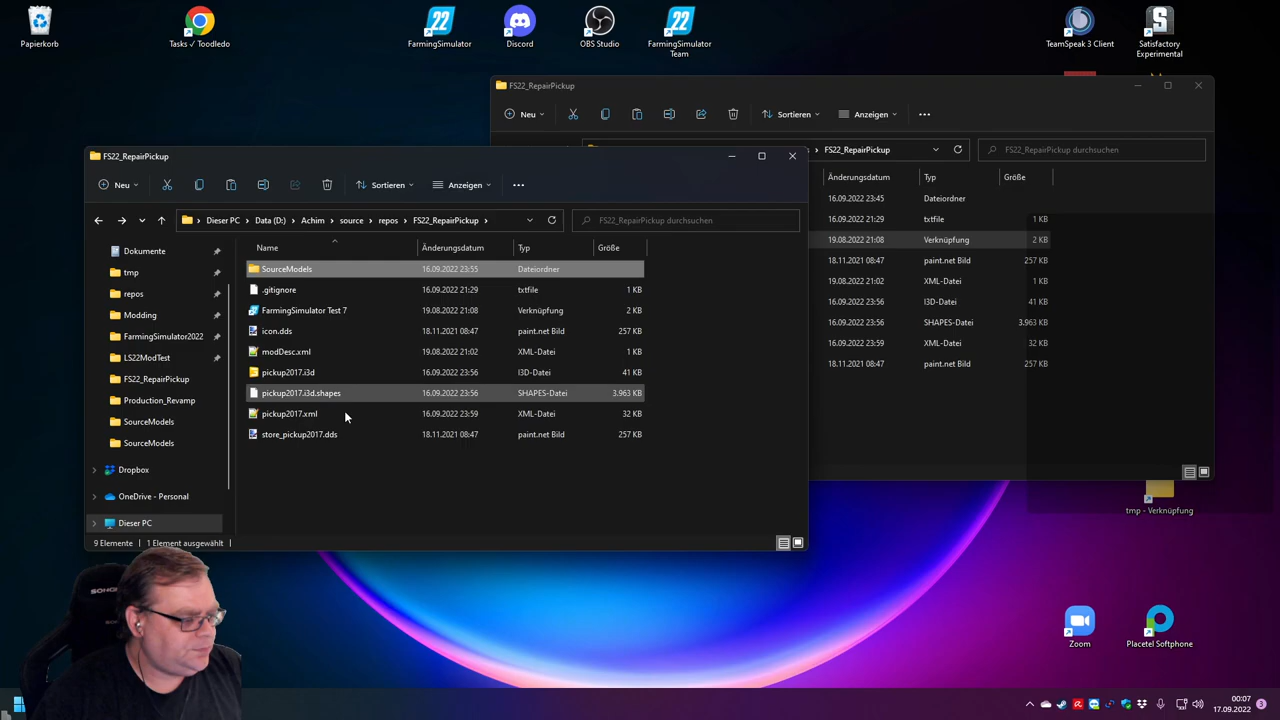 Papierkorb
Tasks ✓ Toodledo
22
FarmingSimulator
Discord
OBS Studio
22
FarmingSimulator
Team
TeamSpeak 3 Client
S
Satisfactory
Experimental
FS22_RepairPickup
Neu
Sortieren
Anzeigen
FS22_RepairPickup
FS22_RepairPickup durchsuchen
Änderungsdatum Typ Größe
16.09.2022 23:45 Dateiordner
16.09.2022 21:29 txtfile 1 KB
19.08.2022 21:08 Verknüpfung 2 KB
18.11.2021 08:47 paint.net Bild 257 KB
19.08.2022 21:02 XML-Datei 1 KB
16.09.2022 23:56 I3D-Datei 41 KB
16.09.2022 23:56 SHAPES-Datei 3.963 KB
16.09.2022 23:59 XML-Datei 32 KB
18.11.2021 08:47 paint.net Bild 257 KB
FS22_RepairPickup
Neu
Sortieren
Anzeigen
Dieser PC > Data (D:) > Achim > source > repos > FS22_RepairPickup >
FS22_RepairPickup durchsuchen
Dokumente
tmp
repos
Modding
FarmingSimulator2022
LS22ModTest
FS22_RepairPickup
Production_Revamp
SourceModels
SourceModels
Dropbox
OneDrive - Personal
Dieser PC
Name Änderungsdatum Typ Größe
SourceModels 16.09.2022 23:55 Dateiordner
.gitignore 16.09.2022 21:29 txtfile 1 KB
FarmingSimulator Test 7 19.08.2022 21:08 Verknüpfung 2 KB
icon.dds 18.11.2021 08:47 paint.net Bild 257 KB
modDesc.xml 19.08.2022 21:02 XML-Datei 1 KB
pickup2017.i3d 16.09.2022 23:56 I3D-Datei 41 KB
pickup2017.i3d.shapes 16.09.2022 23:56 SHAPES-Datei 3.963 KB
pickup2017.xml 16.09.2022 23:59 XML-Datei 32 KB
store_pickup2017.dds 18.11.2021 08:47 paint.net Bild 257 KB
9 Elemente 1 Element ausgewählt
tmp - Verknüpfung
Zoom
Placetel Softphone
00:07
17.09.2022
3